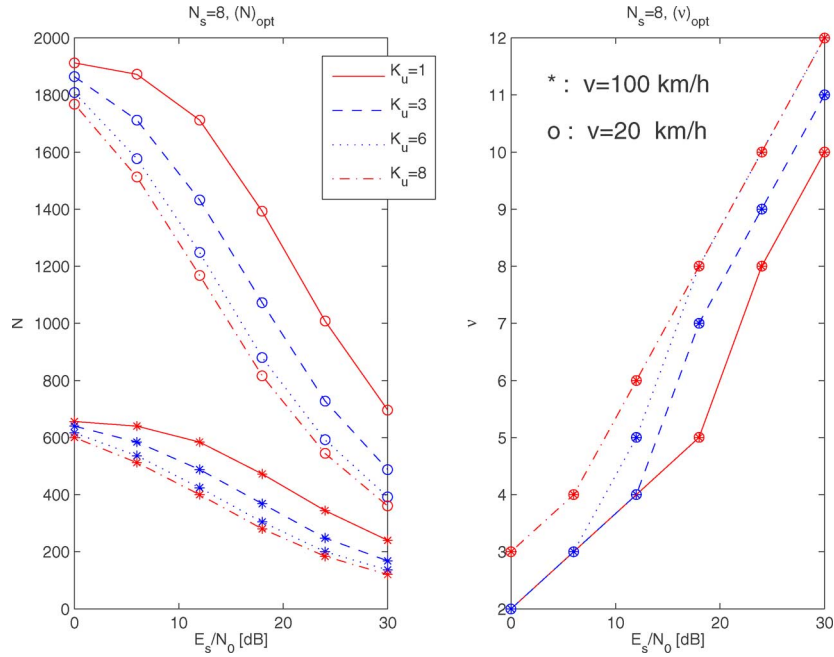 N_s=8, (N)_opt
2000
1800
1600
1400
1200
1000
800
600
400
200
0
N
0
10
20
30
E_s/N_0 [dB]
K_u=1
K_u=3
K_u=6
K_u=8
N_s=8, (ν)_opt
12
11
10
9
8
7
6
5
4
3
2
ν
0
10
20
30
E_s/N_0 [dB]
* : v=100 km/h
o : v=20 km/h